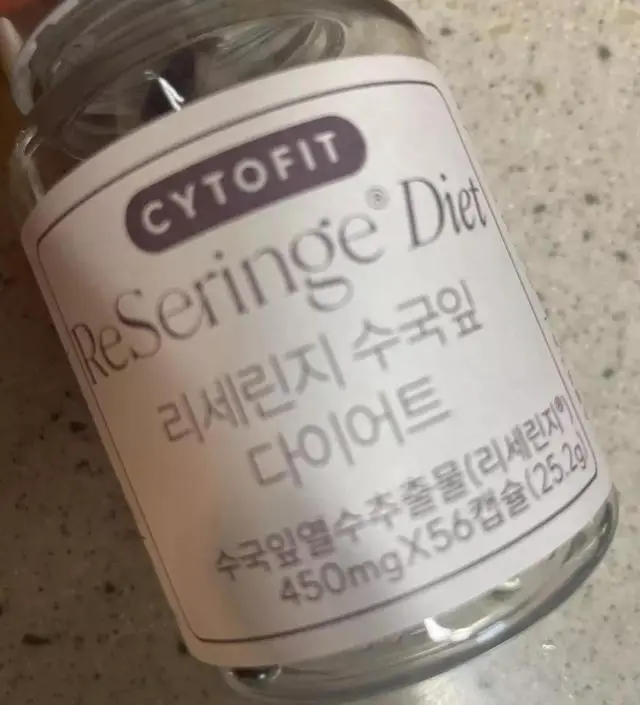 CYTOFIT
ReSeringe® Diet
리세린지 수국잎
다이어트
수국잎열수추출물(리세린지®)
450mgX56캡슐(25.2g)